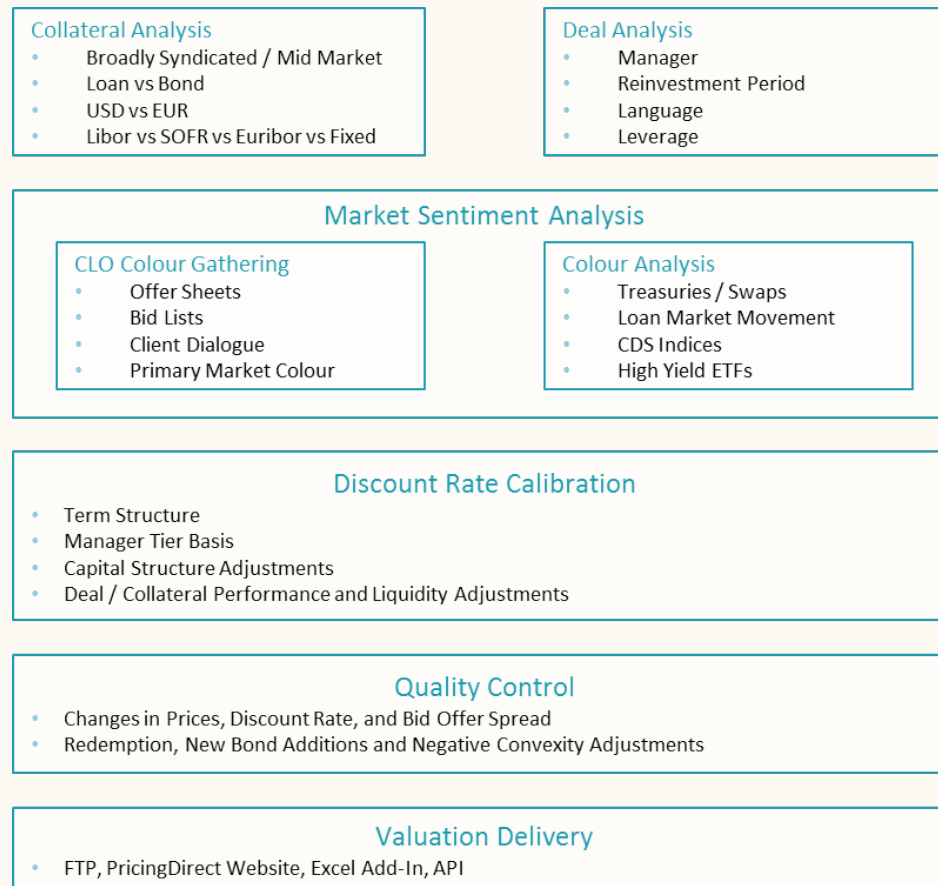 Collateral Analysis
• Broadly Syndicated / Mid Market
• Loan vs Bond
• USD vs EUR
• Libor vs SOFR vs Euribor vs Fixed
Deal Analysis
• Manager
• Reinvestment Period
• Language
• Leverage
Market Sentiment Analysis
CLO Colour Gathering
• Offer Sheets
• Bid Lists
• Client Dialogue
• Primary Market Colour
Colour Analysis
• Treasuries / Swaps
• Loan Market Movement
• CDS Indices
• High Yield ETFs
Discount Rate Calibration
• Term Structure
• Manager Tier Basis
• Capital Structure Adjustments
• Deal / Collateral Performance and Liquidity Adjustments
Quality Control
• Changes in Prices, Discount Rate, and Bid Offer Spread
• Redemption, New Bond Additions and Negative Convexity Adjustments
Valuation Delivery
• FTP, PricingDirect Website, Excel Add-In, API